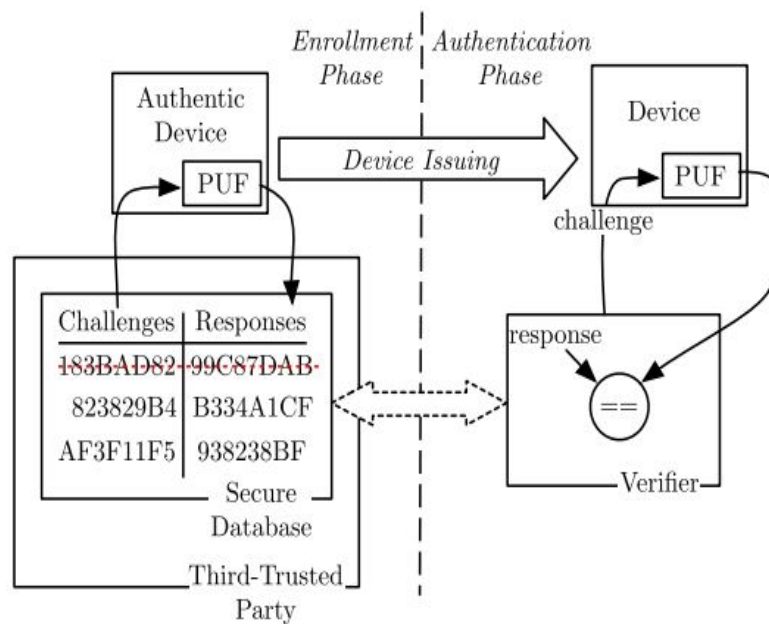 Enrollment
Phase
Authentication
Phase
Authentic
Device
PUF
Device Issuing
Device
PUF
challenge
Challenges Responses
183BAD82 99C87DAB
823829B4 B334A1CF
AF3F11F5 938238BF
Secure
Database
Third-Trusted
Party
response
==
Verifier